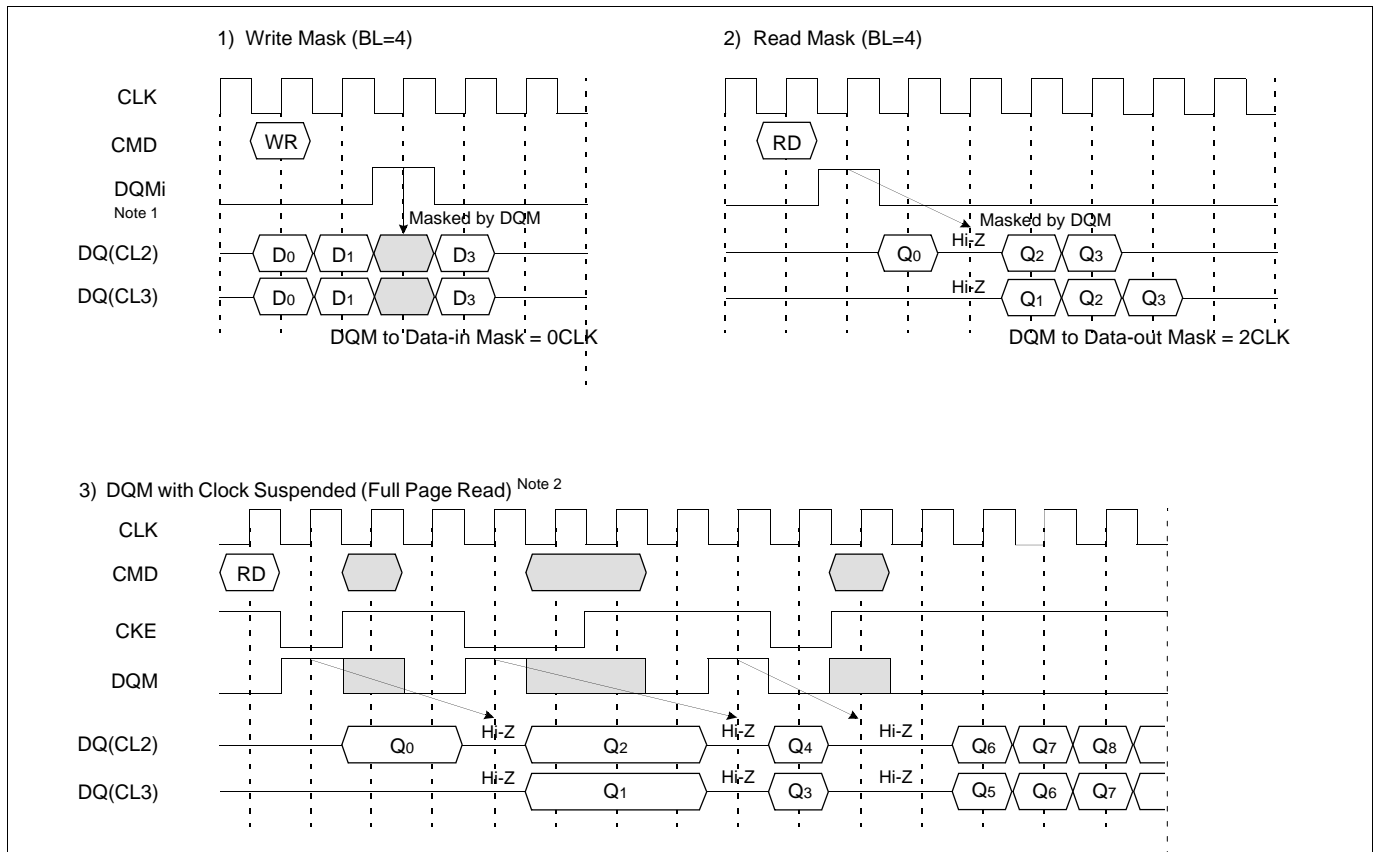 1) Write Mask (BL=4)
CLK
CMD
WR
DQMi
Note 1
Masked by DQM
DQ(CL2)
D0 D1 D3
DQ(CL3)
D0 D1 D3
DQM to Data-in Mask = 0CLK
2) Read Mask (BL=4)
RD
Masked by DQM
Q0 Hi-Z Q2 Q3
Hi-Z Q1 Q2 Q3
DQM to Data-out Mask = 2CLK
3) DQM with Clock Suspended (Full Page Read) Note 2
CLK
CMD
RD
CKE
DQM
DQ(CL2)
Q0 Hi-Z Q2 Hi-Z Q4 Hi-Z Q6 Q7 Q8
DQ(CL3)
Hi-Z Q1 Hi-Z Q3 Hi-Z Q5 Q6 Q7